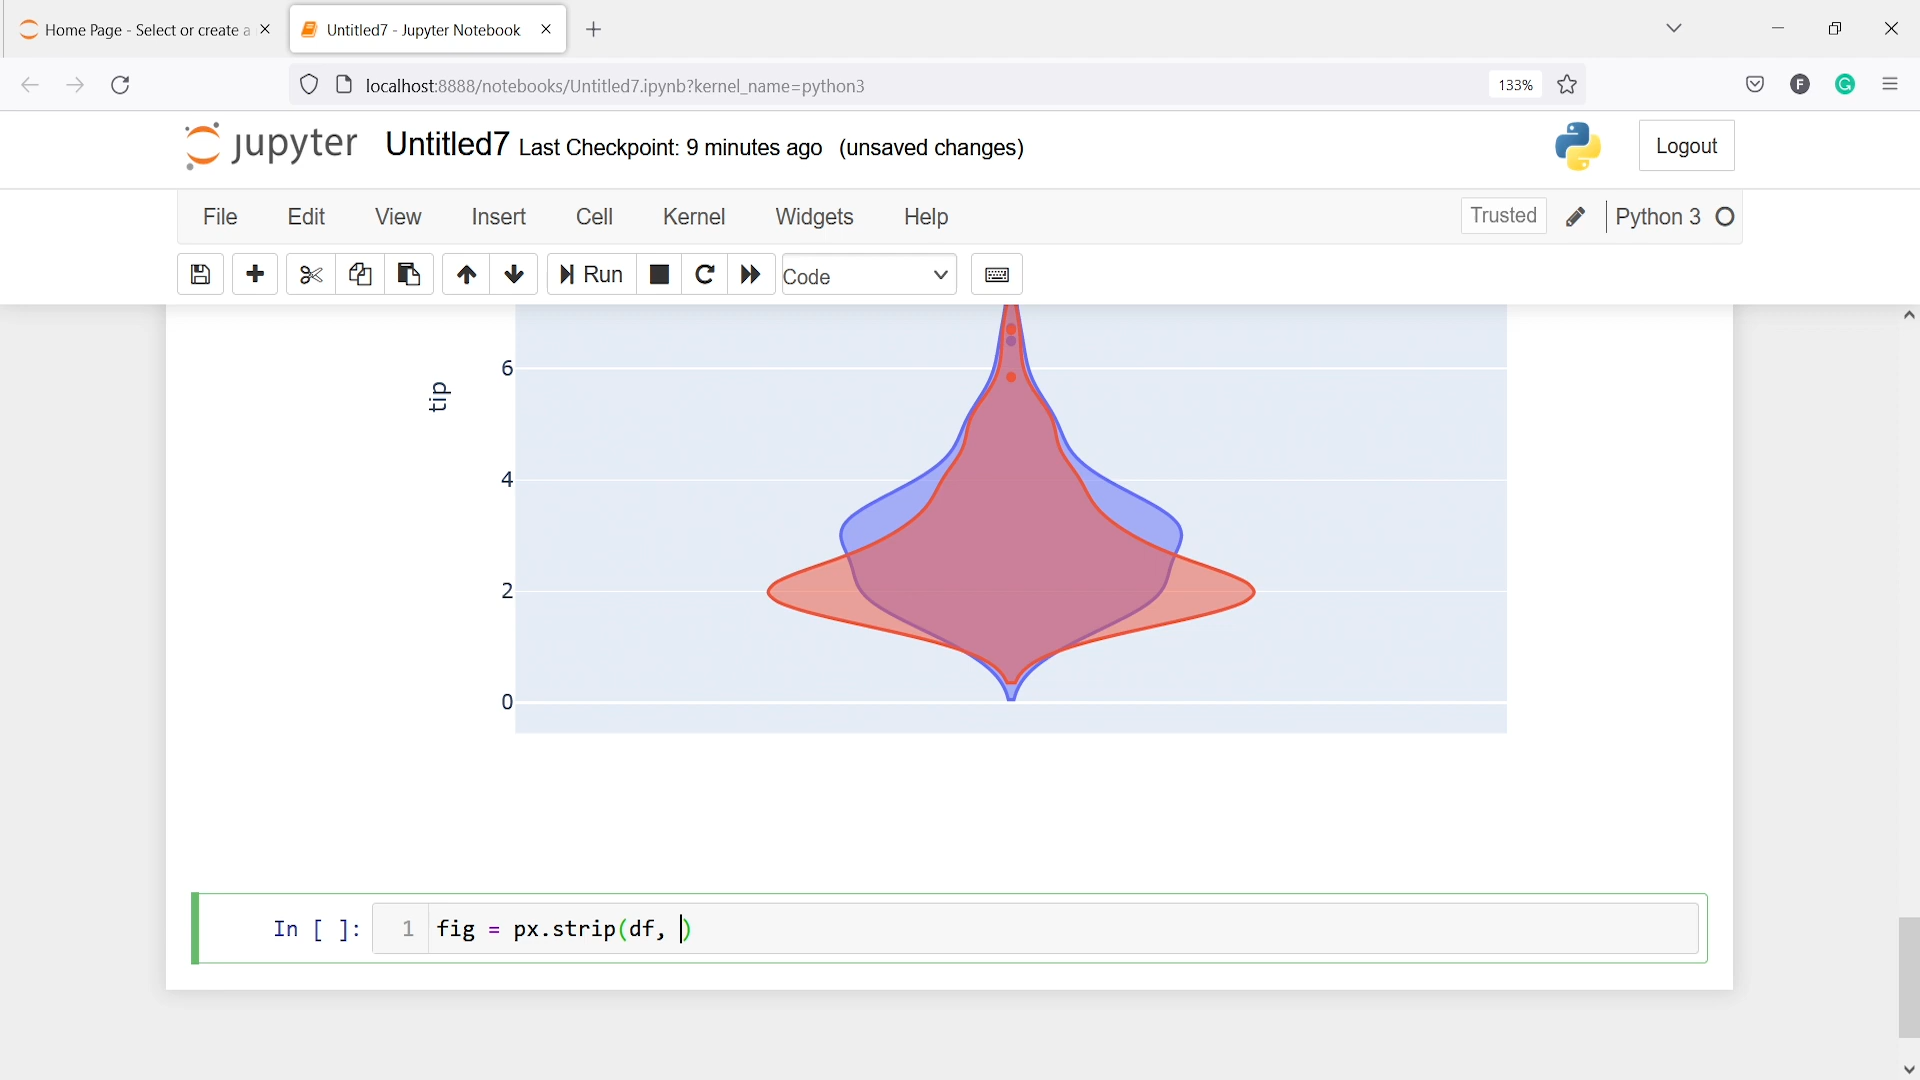 Home Page - Select or create a
Untitled7 - Jupyter Notebook
localhost:8888/notebooks/Untitled7.ipynb?kernel_name=python3
133%
F
G
jupyter
Untitled7 Last Checkpoint: 9 minutes ago (unsaved changes)
Logout
File Edit View Insert Cell Kernel Widgets Help
Trusted
Python 3
Run
Code
6
tip
4
2
0
In [ ]: 1 fig = px.strip(df, )